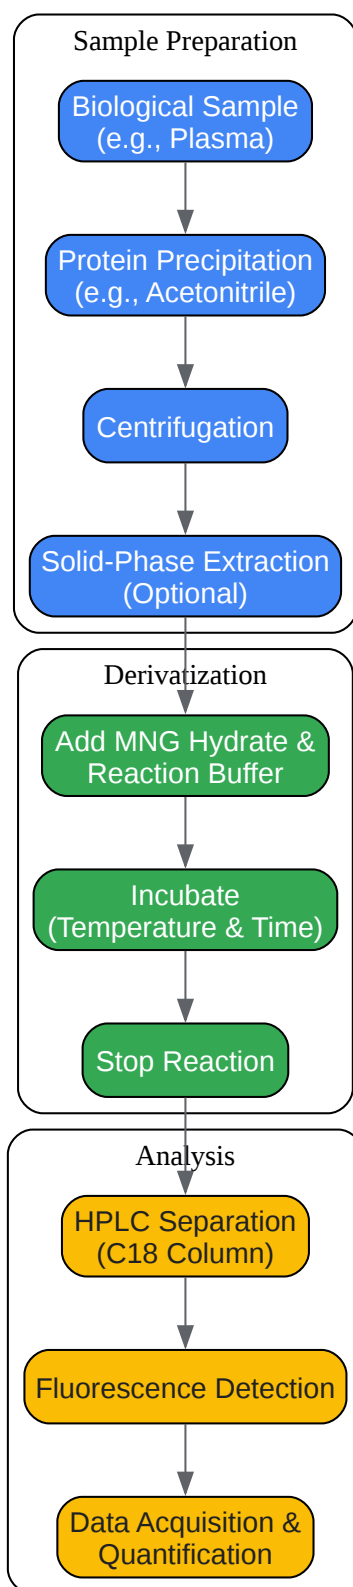 Sample Preparation
Biological Sample
(e.g., Plasma)
Protein Precipitation
(e.g., Acetonitrile)
Centrifugation
Solid-Phase Extraction
(Optional)
Derivatization
Add MNG Hydrate &
Reaction Buffer
Incubate
(Temperature & Time)
Stop Reaction
Analysis
HPLC Separation
(C18 Column)
Fluorescence Detection
Data Acquisition &
Quantification